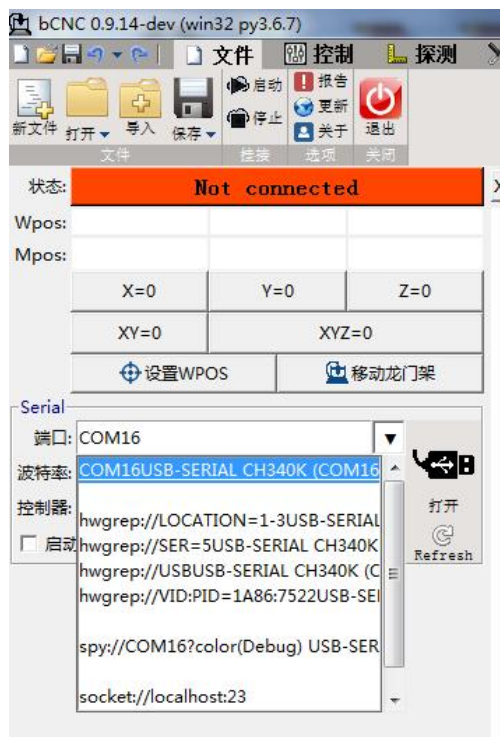 bCNC 0.9.14-dev (win32 py3.6.7)
文件 控制 探测
新文件 打开 导入 保存 启动 停止 报告 更新 关于 退出
文件 挂接 选项 关闭
状态: Not connected X
Wpos:
Mpos:
X=0 Y=0 Z=0
XY=0 XYZ=0
设置WPOS 移动龙门架
Serial
端口: COM16
波特率: COM16USB-SERIAL CH340K (COM16
控制器:
打开
hwgrep://LOCATION=1-3USB-SERIAL
启动 hwgrep://SER=5USB-SERIAL CH340K
Refresh
hwgrep://USBUSB-SERIAL CH340K (C
hwgrep://VID:PID=1A86:7522USB-SE
spy://COM16?color(Debug) USB-SER
socket://localhost:23